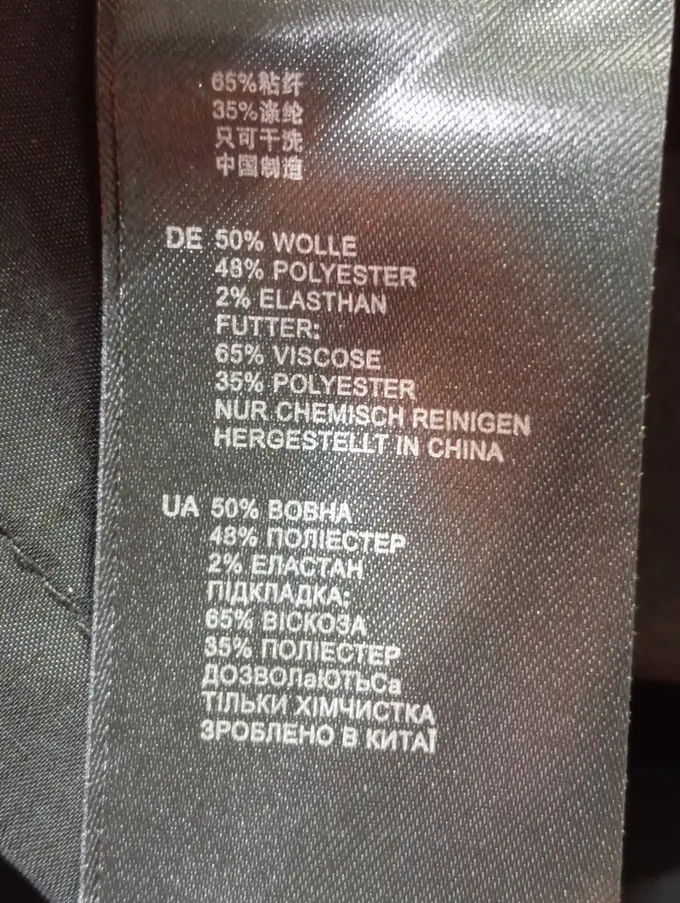 65%粘纤
35%涤纶
只可干洗
中国制造
DE 50% WOLLE
48% POLYESTER
2% ELASTHAN
FUTTER:
65% VISCOSE
35% POLYESTER
NUR CHEMISCH REINIGEN
HERGESTELLT IN CHINA
UA 50% ВОВНА
48% ПОЛІЕСТЕР
2% ЕЛАСТАН
ПІДКЛАДКА:
65% ВІСКОЗА
35% ПОЛІЕСТЕР
ДОЗВОЛаЮТЬСа
ТІЛЬКИ ХІМЧИСТКА
ЗРОБЛЕНО В КИТАЇ